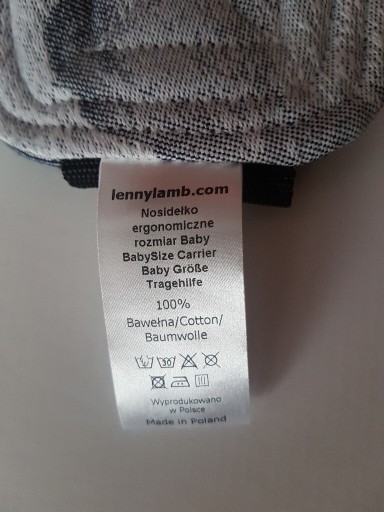 lennylamb.com
Nosidełko
ergonomiczne
rozmiar Baby
BabySize Carrier
Baby Größe
Tragehilfe
100%
Bawełna/Cotton/
Baumwolle
Wyprodukowano
w Polsce
Made in Poland